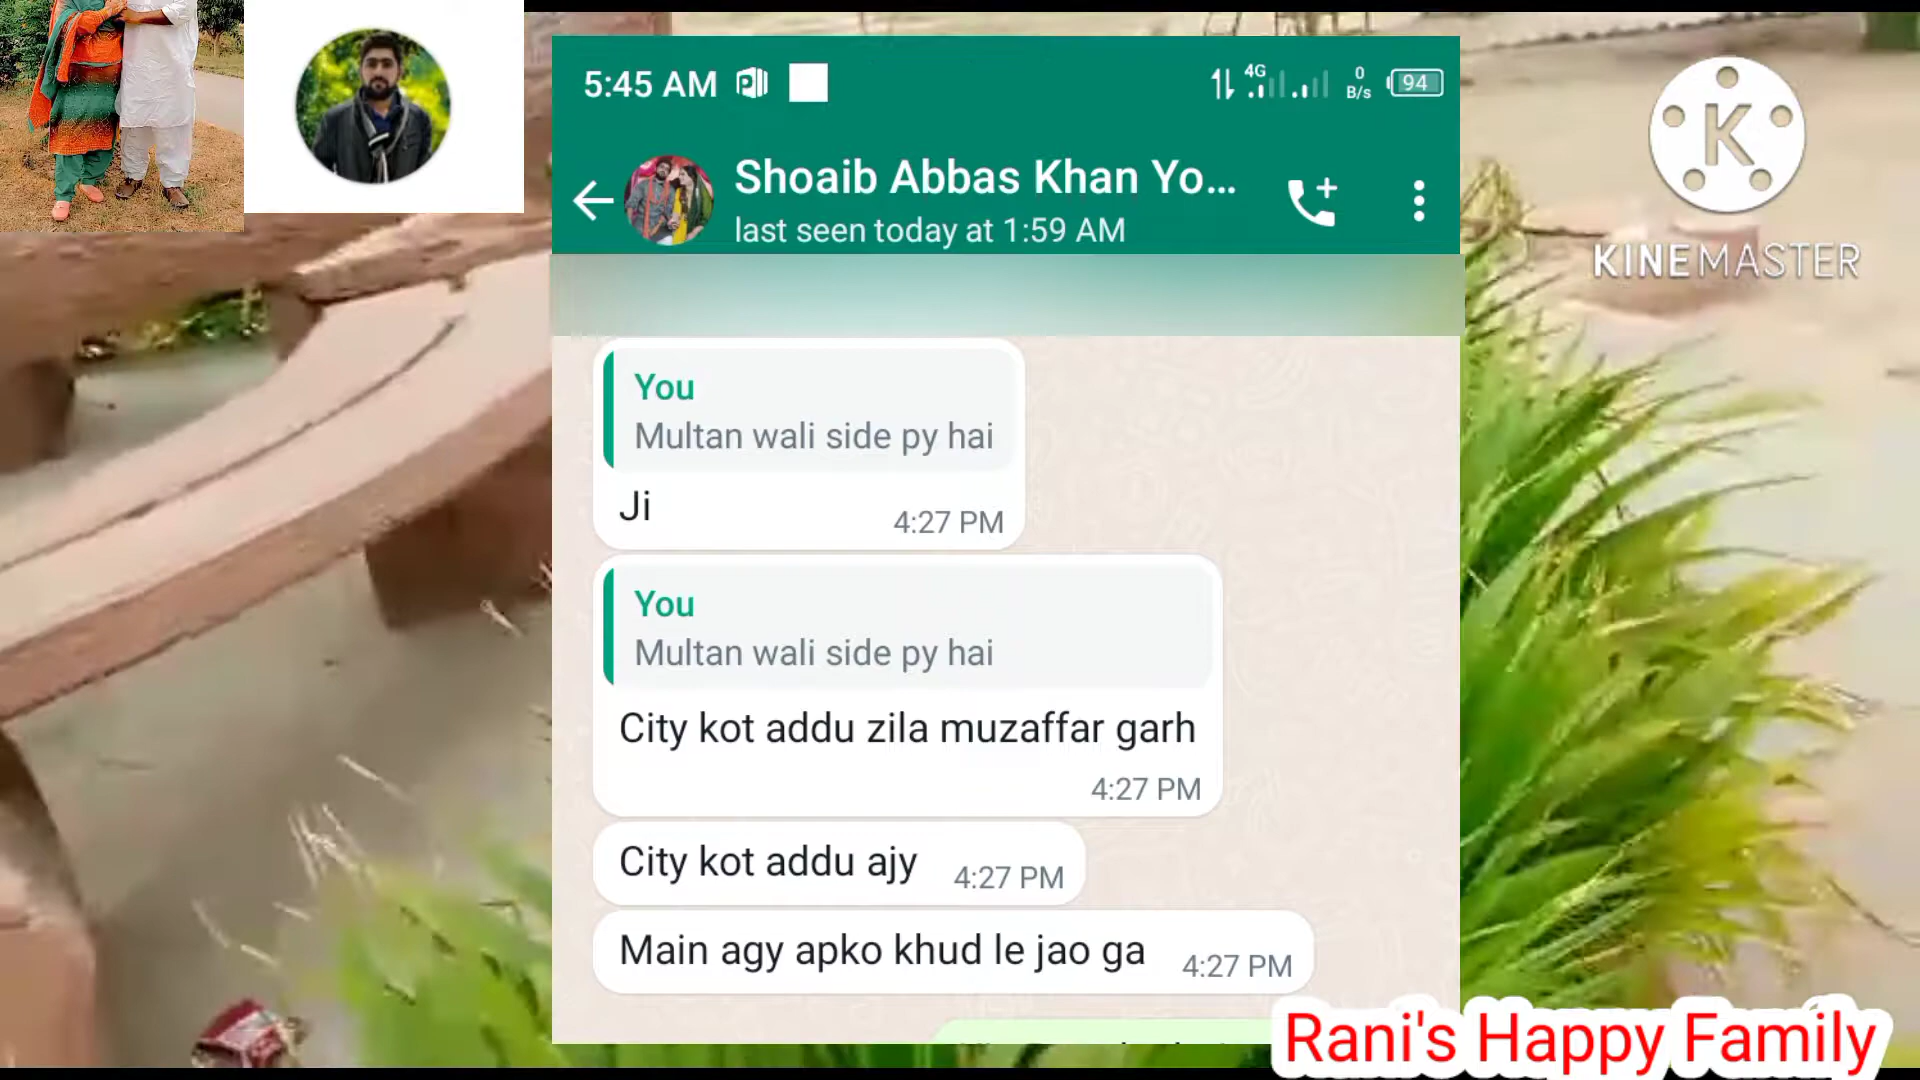 5:45 AM
4G
0
B/s
94
Shoaib Abbas Khan Yo...
last seen today at 1:59 AM
K
KINEMASTER
You
Multan wali side py hai
Ji
4:27 PM
You
Multan wali side py hai
City kot addu zila muzaffar garh
4:27 PM
City kot addu ajy 4:27 PM
Main agy apko khud le jao ga 4:27 PM
Rani's Happy Family